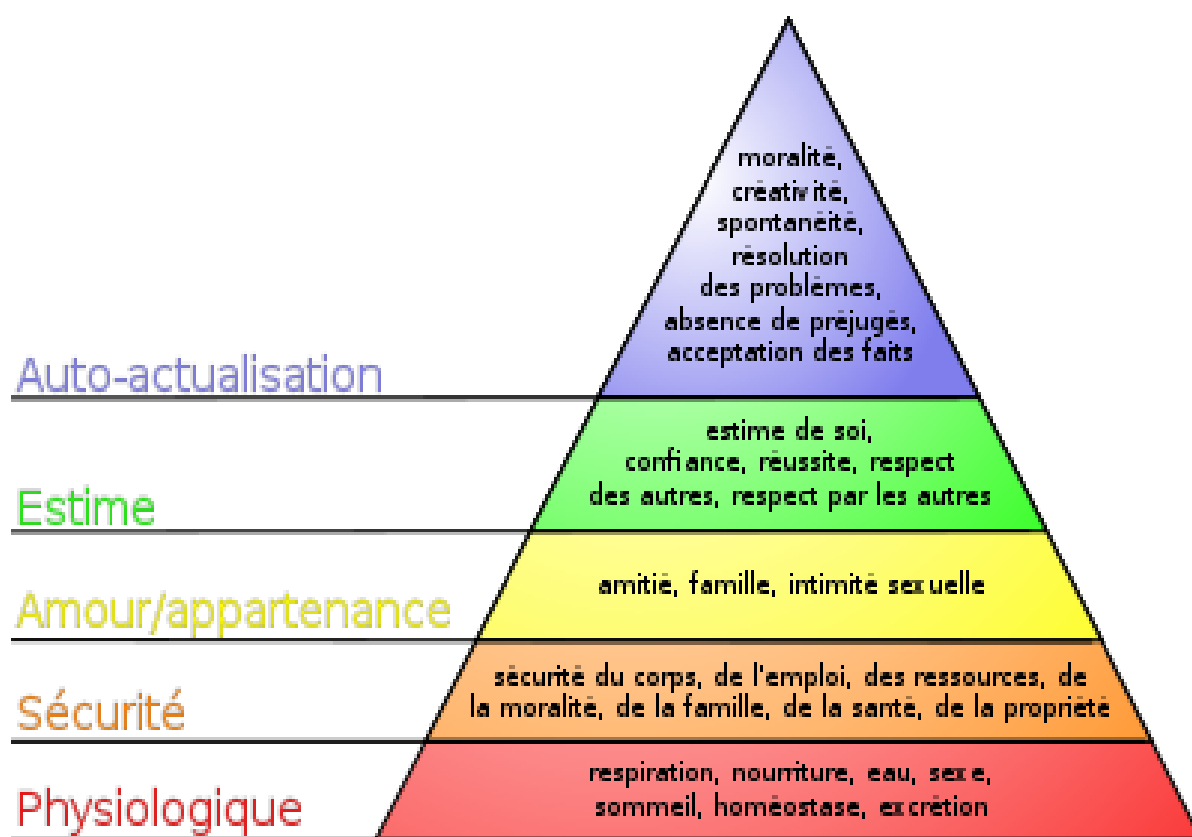 moralité,
créativité,
spontanéité,
résolution
des problèmes,
absence de préjugés,
acceptation des faits
Auto-actualisation
estime de soi,
confiance, réussite, respect
des autres, respect par les autres
Estime
amitié, famille, intimité sexuelle
Amour/appartenance
sécurité du corps, de l'emploi, des ressources, de
la moralité, de la famille, de la santé, de la propriété
Sécurité
respiration, nourriture, eau, sexe,
sommeil, homéostase, excrétion
Physiologique